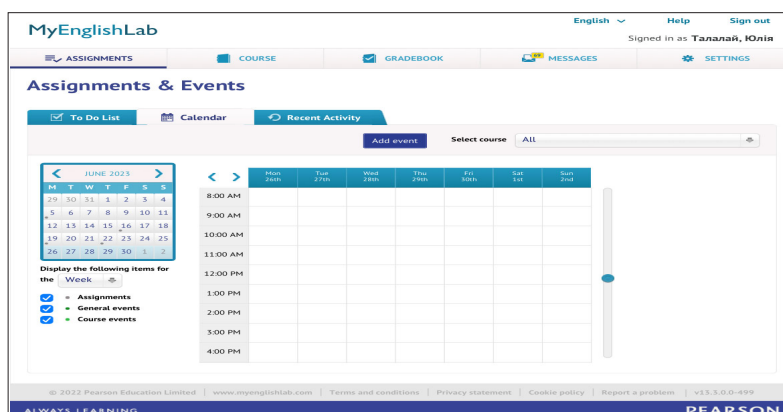 English Help Sign out
MyEnglishLab
Signed in as Талалай, Юлія
ASSIGNMENTS COURSE GRADEBOOK 69 MESSAGES SETTINGS
Assignments & Events
To Do List Calendar Recent Activity
Add event Select course All
JUNE 2023
M T W T F S S
29 30 31 1 2 3 4
5 6 7 8 9 10 11
12 13 14 15 16 17 18
19 20 21 22 23 24 25
26 27 28 29 30 1 2
Display the following items for
the Week
Assignments
General events
Course events
Mon Tue Wed Thu Fri Sat Sun
26th 27th 28th 29th 30th 1st 2nd
8:00 AM
9:00 AM
10:00 AM
11:00 AM
12:00 PM
1:00 PM
2:00 PM
3:00 PM
4:00 PM
© 2022 Pearson Education Limited | www.myenglishlab.com | Terms and conditions | Privacy statement | Cookie policy | Report a problem | v13.3.0.0-499
ALWAYS LEARNING PEARSON